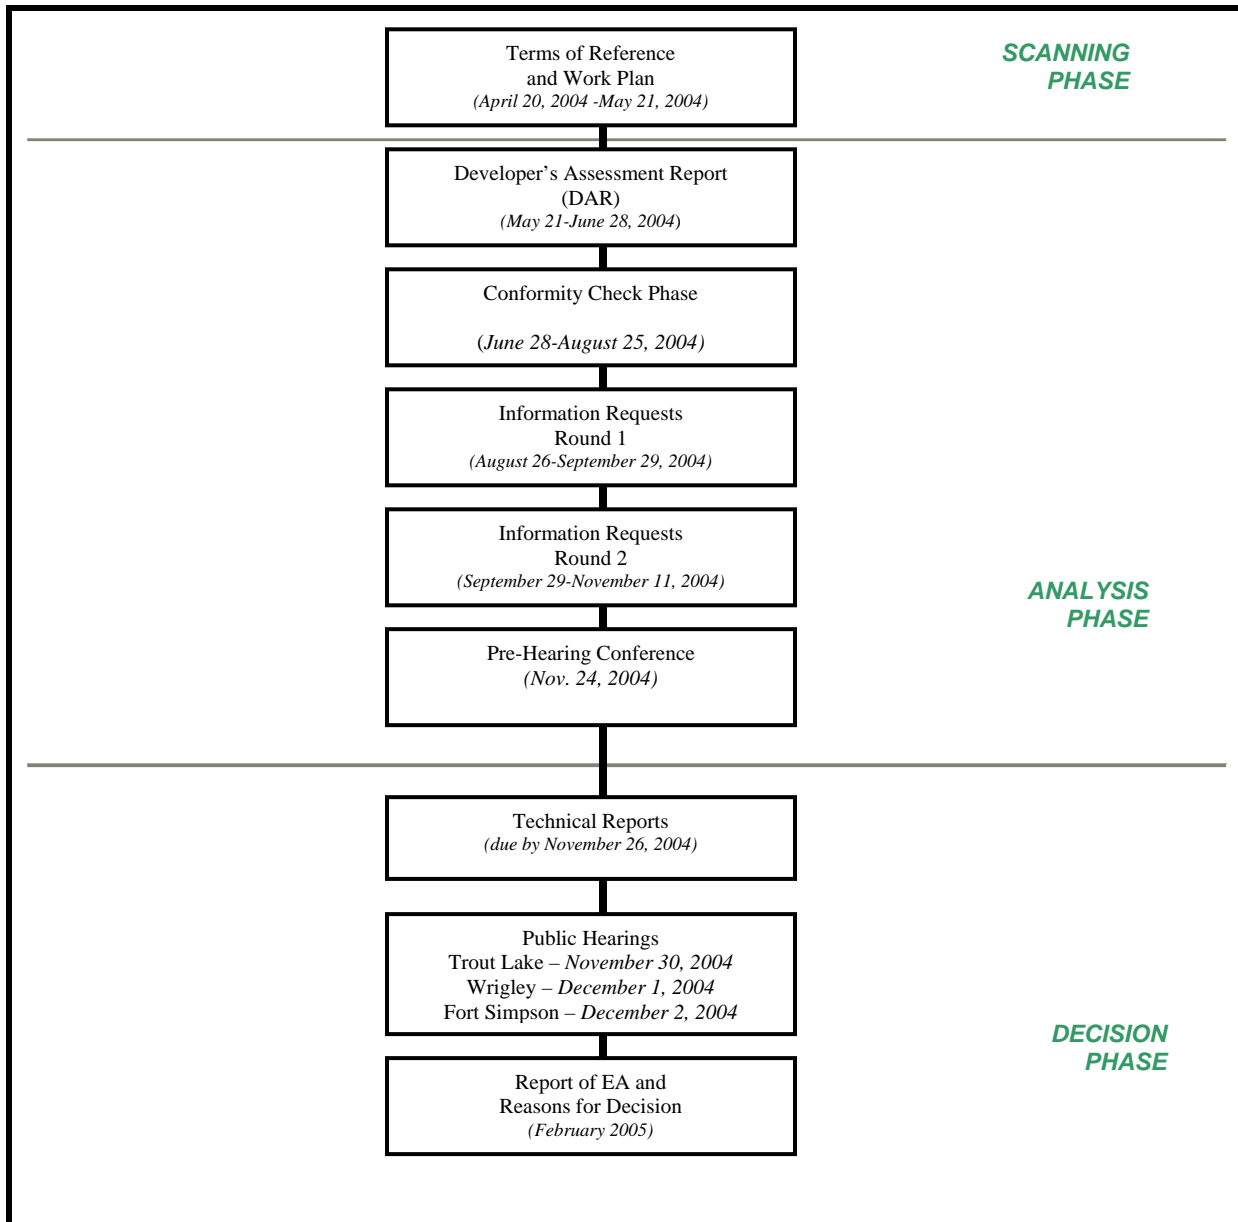 Terms of Reference
and Work Plan
(April 20, 2004 -May 21, 2004)
SCANNING
PHASE
Developer’s Assessment Report
(DAR)
(May 21-June 28, 2004)
Conformity Check Phase
(June 28-August 25, 2004)
Information Requests
Round 1
(August 26-September 29, 2004)
Information Requests
Round 2
(September 29-November 11, 2004)
ANALYSIS
PHASE
Pre-Hearing Conference
(Nov. 24, 2004)
Technical Reports
(due by November 26, 2004)
Public Hearings
Trout Lake – November 30, 2004
Wrigley – December 1, 2004
Fort Simpson – December 2, 2004
DECISION
PHASE
Report of EA and
Reasons for Decision
(February 2005)